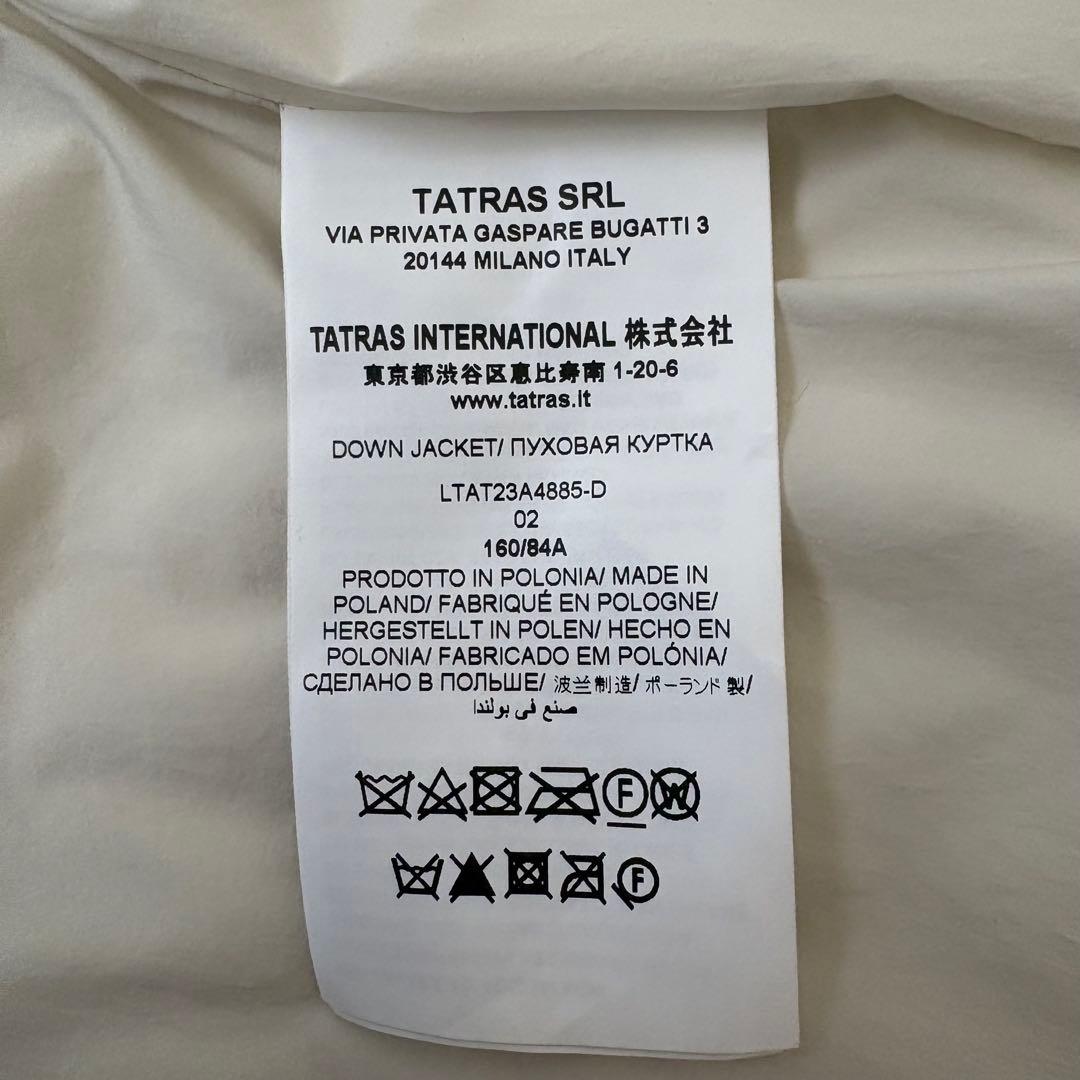 TATRAS SRL
VIA PRIVATA GASPARE BUGATTI 3
20144 MILANO ITALY
TATRAS INTERNATIONAL 株式会社
東京都渋谷区恵比寿南 1-20-6
www.tatras.it
DOWN JACKET/ ПУХОВАЯ КУРТКА
LTAT23A4885-D
02
160/84A
PRODOTTO IN POLONIA/ MADE IN
POLAND/ FABRIQUÉ EN POLOGNE/
HERGESTELLT IN POLEN/ HECHO EN
POLONIA/ FABRICADO EM POLÓNIA/
СДЕЛАНО В ПОЛЬШЕ/ 波兰制造/ ポーランド 製/
صنع في بولندا
F W
F